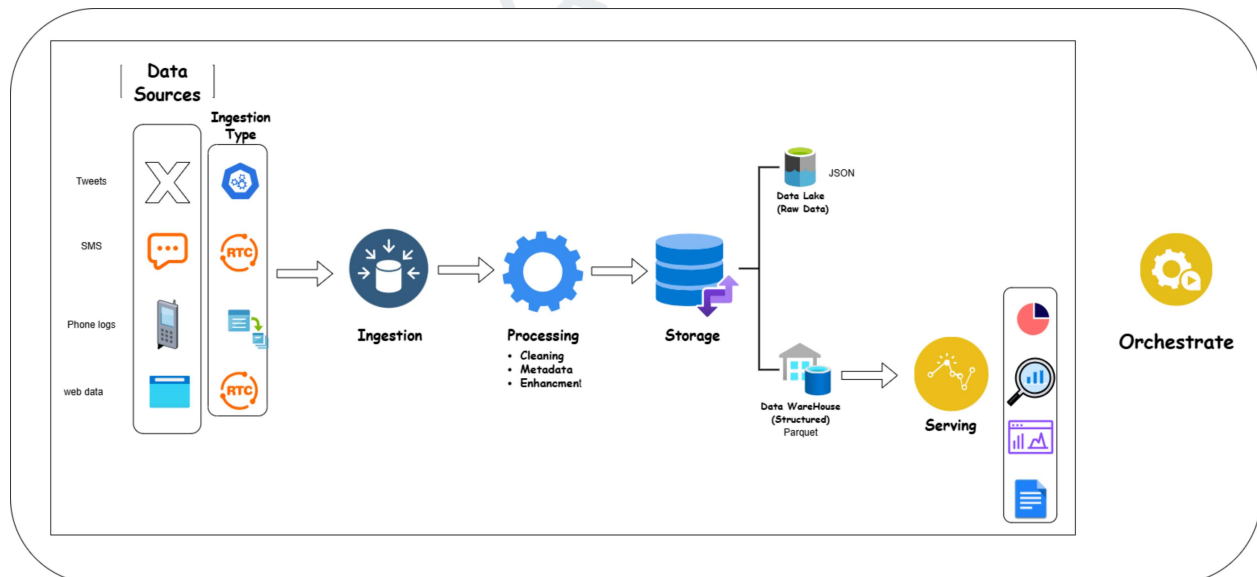 Data
Sources
Ingestion
Type
Tweets
SMS
Phone logs
web data
RTC
RTC
Ingestion
Processing
• Cleaning
• Metadata
• Enhancment
Storage
JSON
Data Lake
(Raw Data)
Data WareHouse
(Structured)
Parquet
Serving
Orchestrate